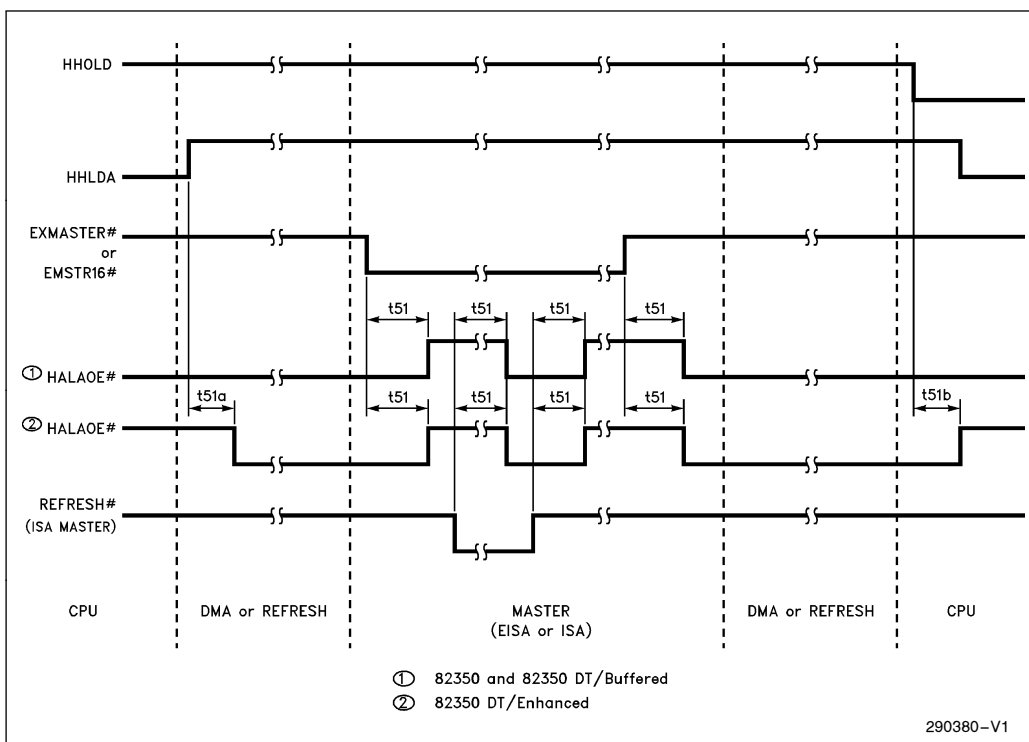 HHOLD
HHLDA
EXMASTER#
or
EMSTR16#
t51 t51 t51 t51
① HALAOE#
t51a t51 t51 t51 t51 t51b
② HALAOE#
REFRESH#
(ISA MASTER)
CPU DMA or REFRESH MASTER DMA or REFRESH CPU
(EISA or ISA)
① 82350 and 82350 DT/Buffered
② 82350 DT/Enhanced
290380-V1